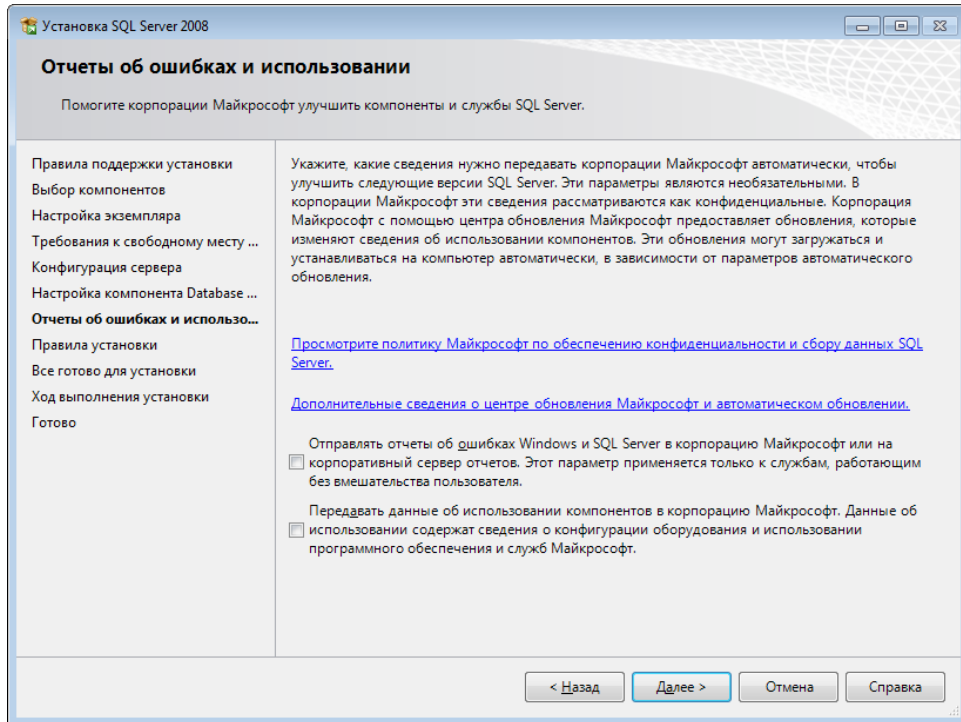 Установка SQL Server 2008
Отчеты об ошибках и использовании
Помогите корпорации Майкрософт улучшить компоненты и службы SQL Server.
Правила поддержки установки
Выбор компонентов
Настройка экземпляра
Требования к свободному месту ...
Конфигурация сервера
Настройка компонента Database ...
Отчеты об ошибках и использо...
Правила установки
Все готово для установки
Ход выполнения установки
Готово
Укажите, какие сведения нужно передавать корпорации Майкрософт автоматически, чтобы
улучшить следующие версии SQL Server. Эти параметры являются необязательными. В
корпорации Майкрософт эти сведения рассматриваются как конфиденциальные. Корпорация
Майкрософт с помощью центра обновления Майкрософт предоставляет обновления, которые
изменяют сведения об использовании компонентов. Эти обновления могут загружаться и
устанавливаться на компьютер автоматически, в зависимости от параметров автоматического
обновления.
Просмотрите политику Майкрософт по обеспечению конфиденциальности и сбору данных SQL
Server.
Дополнительные сведения о центре обновления Майкрософт и автоматическом обновлении.
Отправлять отчеты об ошибках Windows и SQL Server в корпорацию Майкрософт или на
корпоративный сервер отчетов. Этот параметр применяется только к службам, работающим
без вмешательства пользователя.
Передавать данные об использовании компонентов в корпорацию Майкрософт. Данные об
использовании содержат сведения о конфигурации оборудования и использовании
программного обеспечения и служб Майкрософт.
< Назад
Далее >
Отмена
Справка